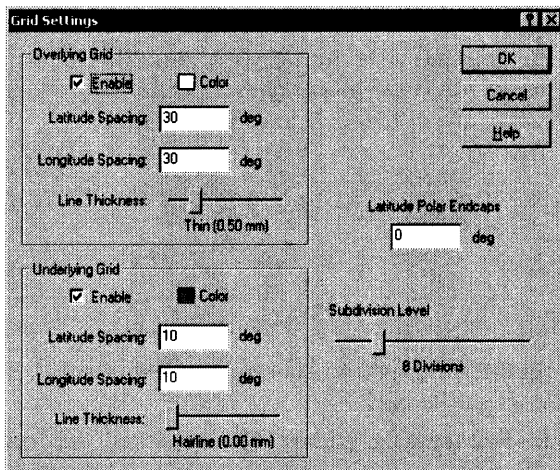 Grid Settings
Overlying Grid
Enable
Color
Latitude Spacing: 30 deg
Longitude Spacing: 30 deg
Line Thickness:
Thin (0.50 mm)
Underlying Grid
Enable
Color
Latitude Spacing: 10 deg
Longitude Spacing: 10 deg
Line Thickness:
Hairline (0.00 mm)
OK
Cancel
Help
Latitude Polar Endcaps
0 deg
Subdivision Level
8 Divisions